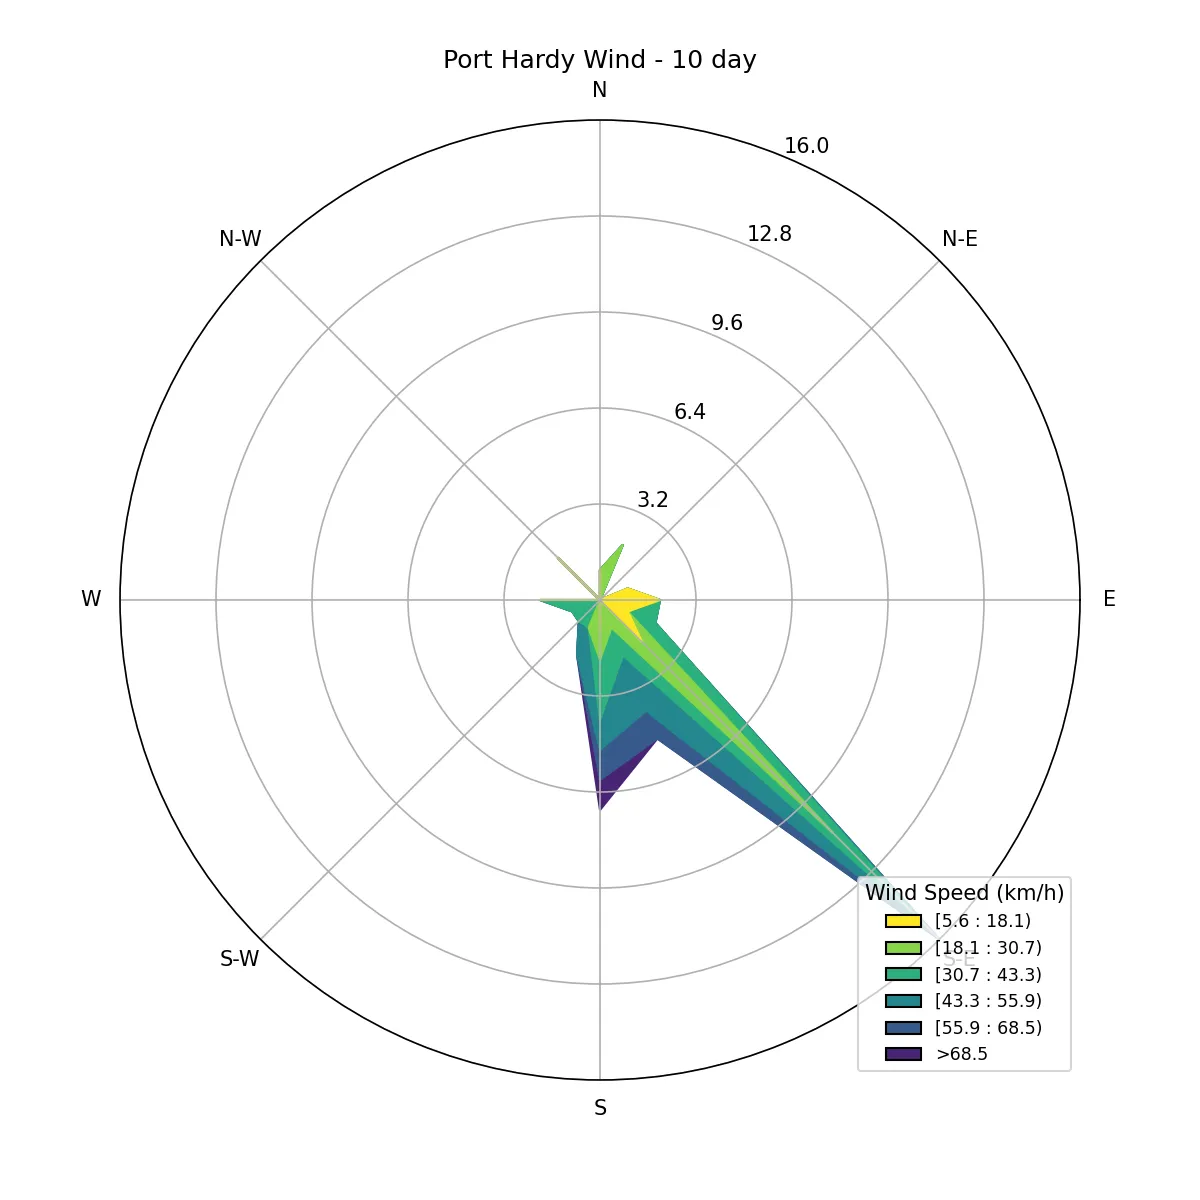 Port Hardy Wind - 10 day
N
16.0
12.8
N-W
N-E
9.6
6.4
3.2
W
E
Wind Speed (km/h)
[5.6 : 18.1)
[18.1 : 30.7)
S-W
S-E
[30.7 : 43.3)
[43.3 : 55.9)
[55.9 : 68.5)
>68.5
S